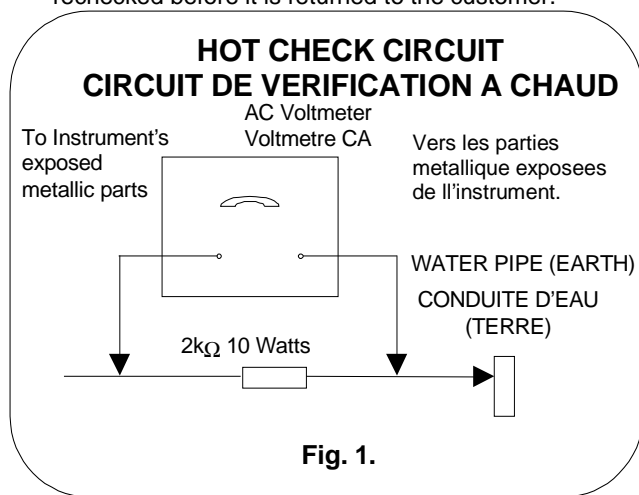 rechecked before it is returned to the customer.
HOT CHECK CIRCUIT
CIRCUIT DE VERIFICATION A CHAUD
AC Voltmeter
Voltmetre CA
To Instrument's
exposed
metallic parts
Vers les parties
metallique exposees
de ll'instrument.
WATER PIPE (EARTH)
CONDUITE D'EAU
(TERRE)
2kΩ 10 Watts
Fig. 1.